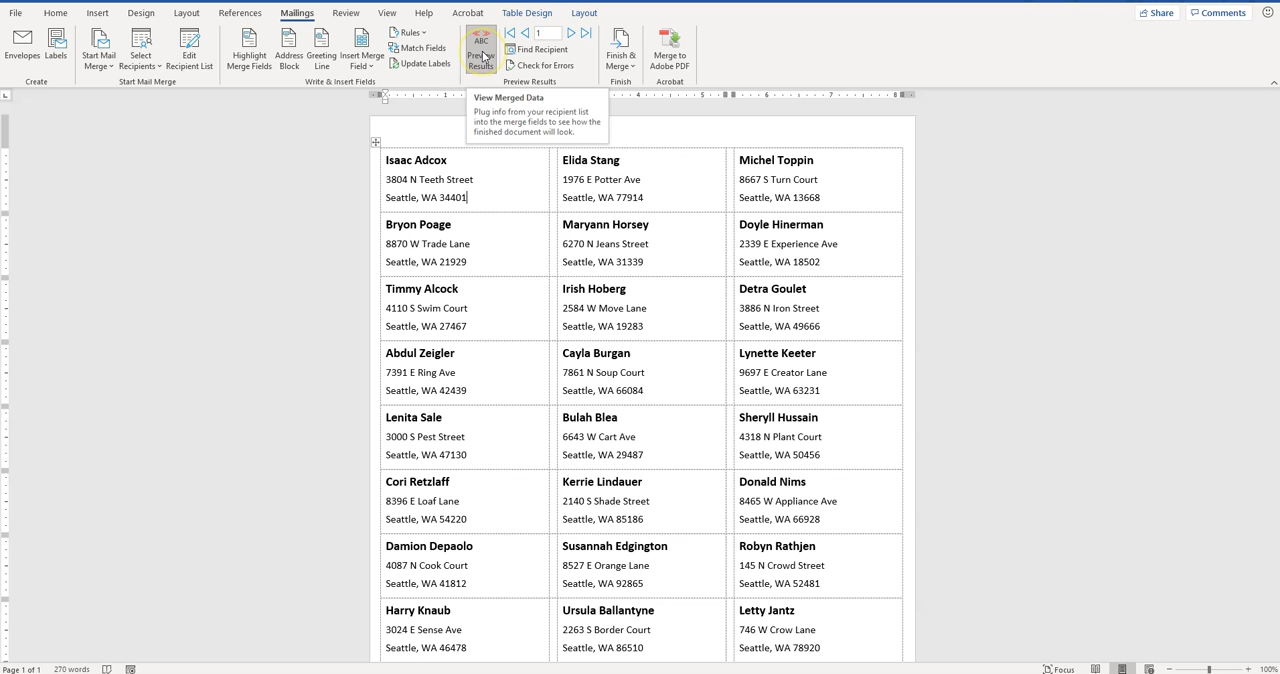 File Home Insert Design Layout References Mailings Review View Help Acrobat Table Design Layout Share Comments
Envelopes Labels
Create
Start Mail Merge Select Recipients Edit Recipient List
Start Mail Merge
Highlight Merge Fields Address Block Greeting Line Insert Merge Field
Rules
Match Fields
Update Labels
Write & Insert Fields
ABC
Preview Results
1
Find Recipient
Check for Errors
Preview Results
Finish & Merge
Finish
Merge to Adobe PDF
Acrobat
View Merged Data
Plug info from your recipient list
into the merge fields to see how the
finished document will look.
1 4 5 7 8
Isaac Adcox
3804 N Teeth Street
Seattle, WA 34401
Elida Stang
1976 E Potter Ave
Seattle, WA 77914
Michel Toppin
8667 S Turn Court
Seattle, WA 13668
Bryon Poage
8870 W Trade Lane
Seattle, WA 21929
Maryann Horsey
6270 N Jeans Street
Seattle, WA 31339
Doyle Hinerman
2339 E Experience Ave
Seattle, WA 18502
Timmy Alcock
4110 S Swim Court
Seattle, WA 27467
Irish Hoberg
2584 W Move Lane
Seattle, WA 19283
Detra Goulet
3886 N Iron Street
Seattle, WA 49666
Abdul Zeigler
7391 E Ring Ave
Seattle, WA 42439
Cayla Burgan
7861 N Soup Court
Seattle, WA 66084
Lynette Keeter
9697 E Creator Lane
Seattle, WA 63231
Lenita Sale
3000 S Pest Street
Seattle, WA 47130
Bulah Blea
6643 W Cart Ave
Seattle, WA 29487
Sheryll Hussain
4318 N Plant Court
Seattle, WA 50456
Cori Retzlaff
8396 E Loaf Lane
Seattle, WA 54220
Kerrie Lindauer
2140 S Shade Street
Seattle, WA 85186
Donald Nims
8465 W Appliance Ave
Seattle, WA 66928
Damion Depaolo
4087 N Cook Court
Seattle, WA 41812
Susannah Edgington
8527 E Orange Lane
Seattle, WA 92865
Robyn Rathjen
145 N Crowd Street
Seattle, WA 52481
Harry Knaub
3024 E Sense Ave
Seattle, WA 46478
Ursula Ballantyne
2263 S Border Court
Seattle, WA 86510
Letty Jantz
746 W Crow Lane
Seattle, WA 78920
Page 1 of 1 270 words Focus 100%